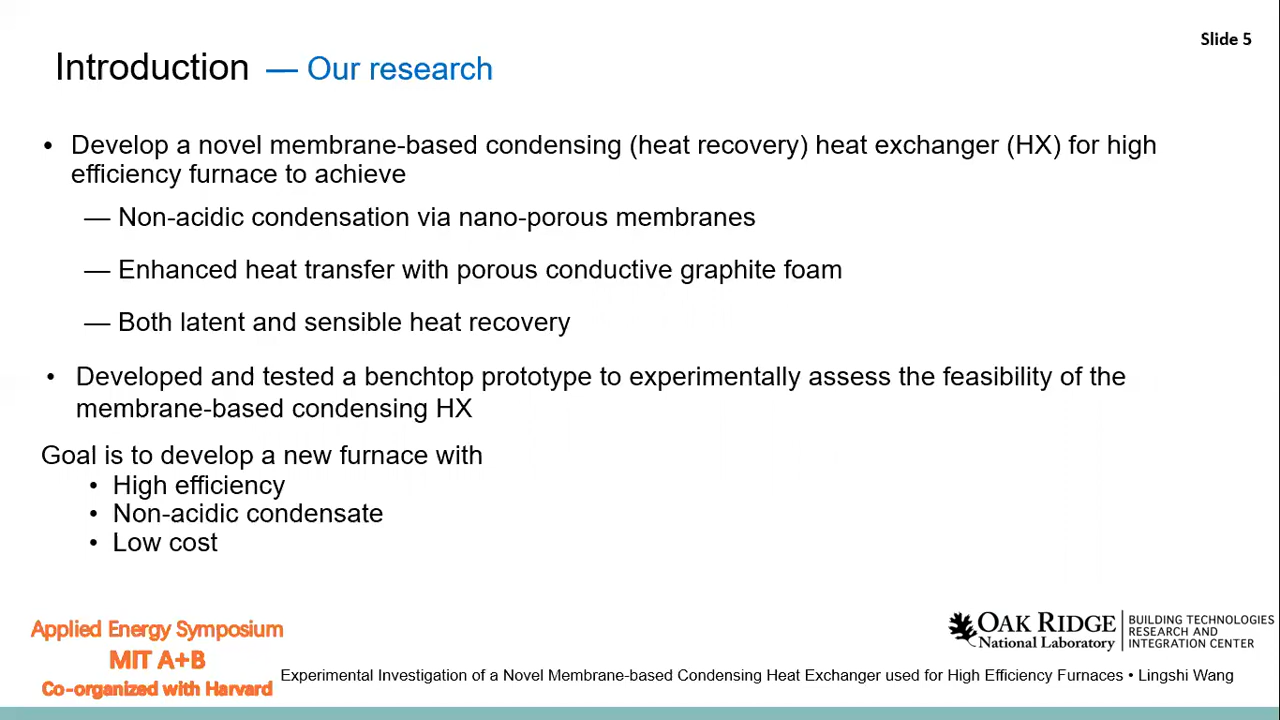 Slide 5
Introduction — Our research
• Develop a novel membrane-based condensing (heat recovery) heat exchanger (HX) for high
efficiency furnace to achieve
— Non-acidic condensation via nano-porous membranes
— Enhanced heat transfer with porous conductive graphite foam
— Both latent and sensible heat recovery
• Developed and tested a benchtop prototype to experimentally assess the feasibility of the
membrane-based condensing HX
Goal is to develop a new furnace with
• High efficiency
• Non-acidic condensate
• Low cost
Applied Energy Symposium
MIT A+B
Co-organized with Harvard
OAK RIDGE
National Laboratory
BUILDING TECHNOLOGIES
RESEARCH AND
INTEGRATION CENTER
Experimental Investigation of a Novel Membrane-based Condensing Heat Exchanger used for High Efficiency Furnaces • Lingshi Wang